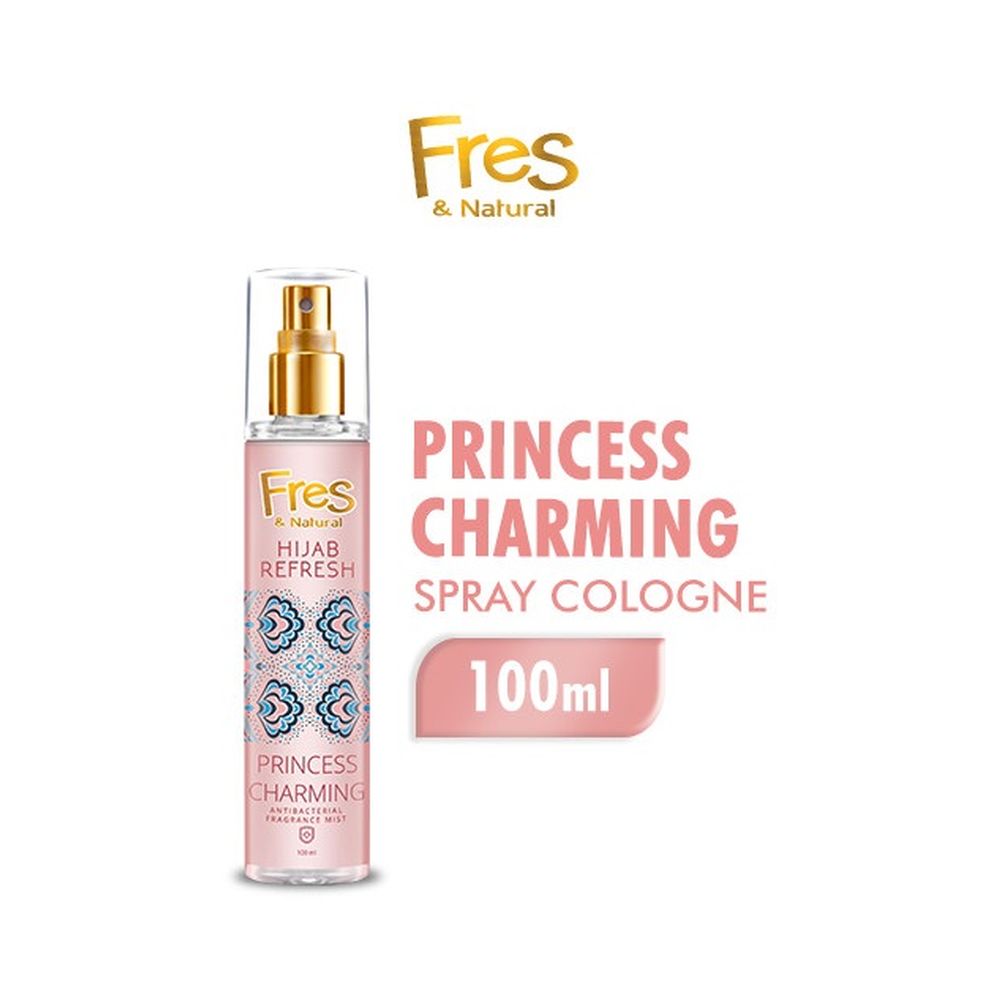 Fres
& Natural
Fres
& Natural
HIJAB
REFRESH
PRINCESS
CHARMING
ANTIBACTERIAL
FRAGRANCE MIST
100 ml
PRINCESS
CHARMING
SPRAY COLOGNE
100ml